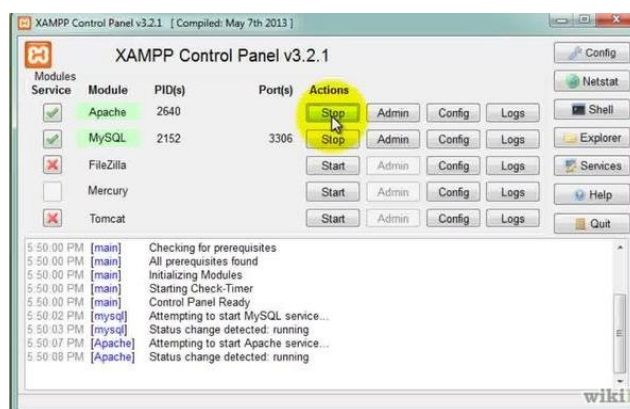 XAMPP Control Panel v3.2.1 [ Compiled: May 7th 2013 ]
XAMPP Control Panel v3.2.1
Config
Modules
Service Module PID(s) Port(s) Actions
Netstat
Apache 2640 Stop Admin Config Logs
Shell
MySQL 2152 3306 Stop Admin Config Logs
Explorer
FileZilla Start Admin Config Logs
Services
Mercury Start Admin Config Logs
Help
Tomcat Start Admin Config Logs
Quit
5:50:00 PM [main] Checking for prerequisites
5:50:00 PM [main] All prerequisites found
5:50:00 PM [main] Initializing Modules
5:50:00 PM [main] Starting Check-Timer
5:50:00 PM [main] Control Panel Ready
5:50:02 PM [mysql] Attempting to start MySQL service...
5:50:03 PM [mysql] Status change detected: running
5:50:07 PM [Apache] Attempting to start Apache service...
5:50:08 PM [Apache] Status change detected: running
wiki